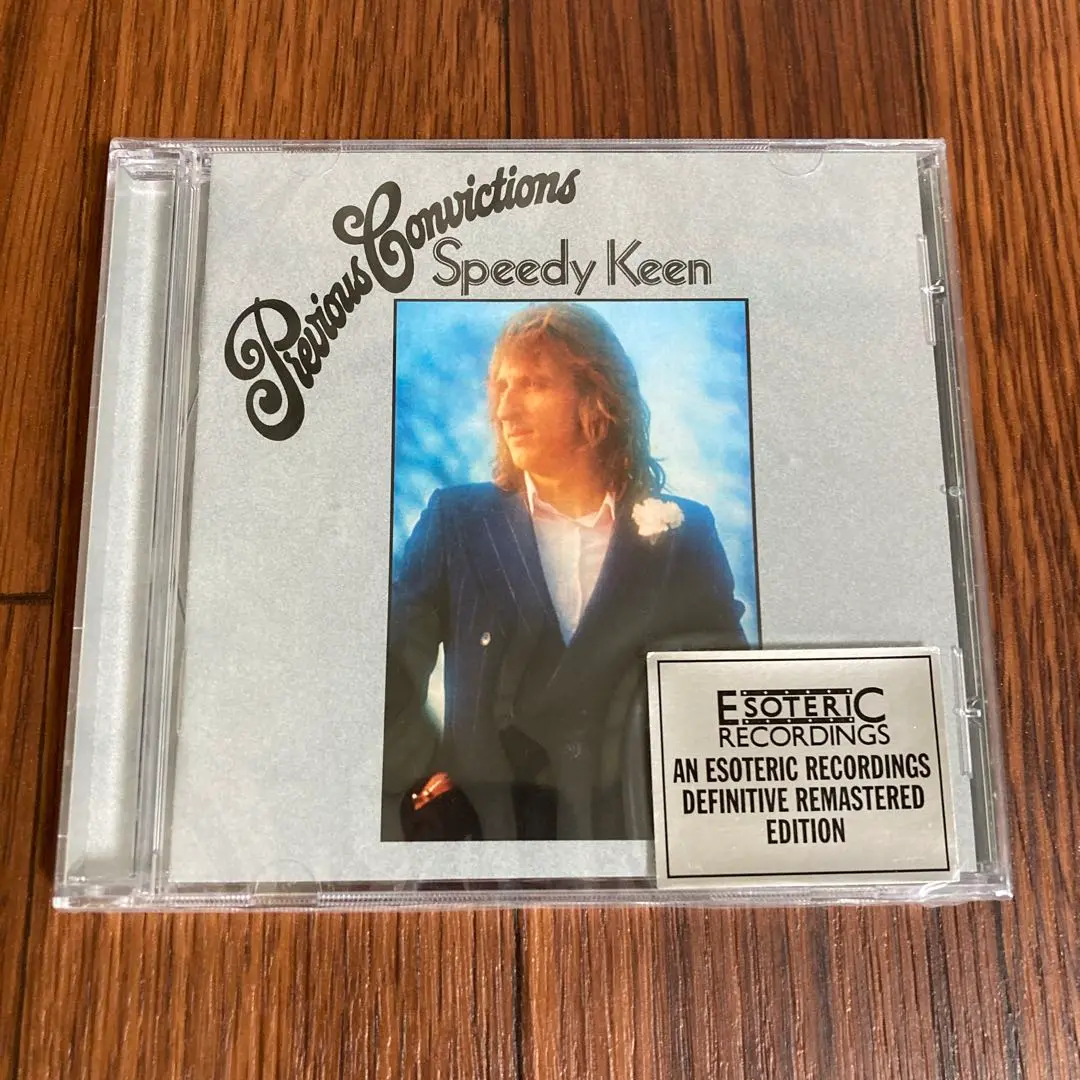 Previous Convictions
Speedy Keen
ESOTERIC
RECORDINGS
AN ESOTERIC RECORDINGS
DEFINITIVE REMASTERED
EDITION